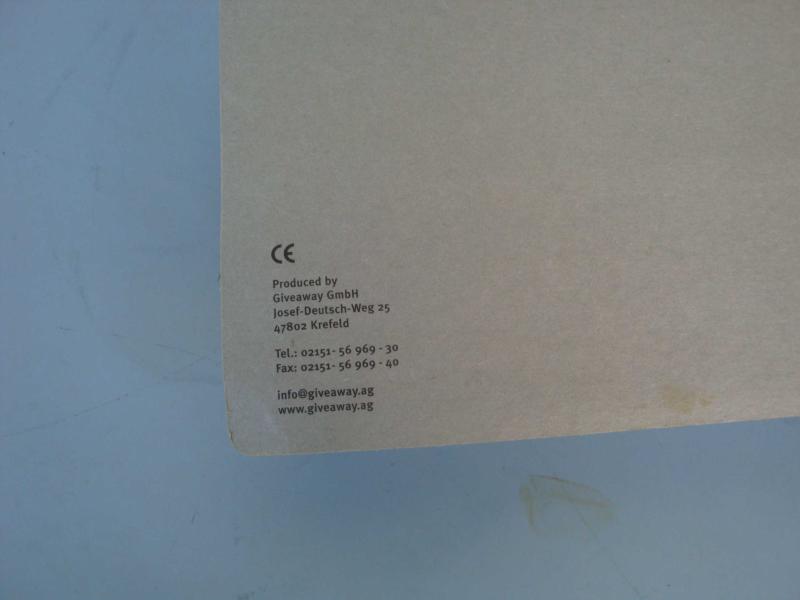 CE
Produced by
Giveaway GmbH
Josef-Deutsch-Weg 25
47802 Krefeld
Tel.: 02151- 56 969 - 30
Fax: 02151- 56 969 - 40
info@giveaway.ag
www.giveaway.ag